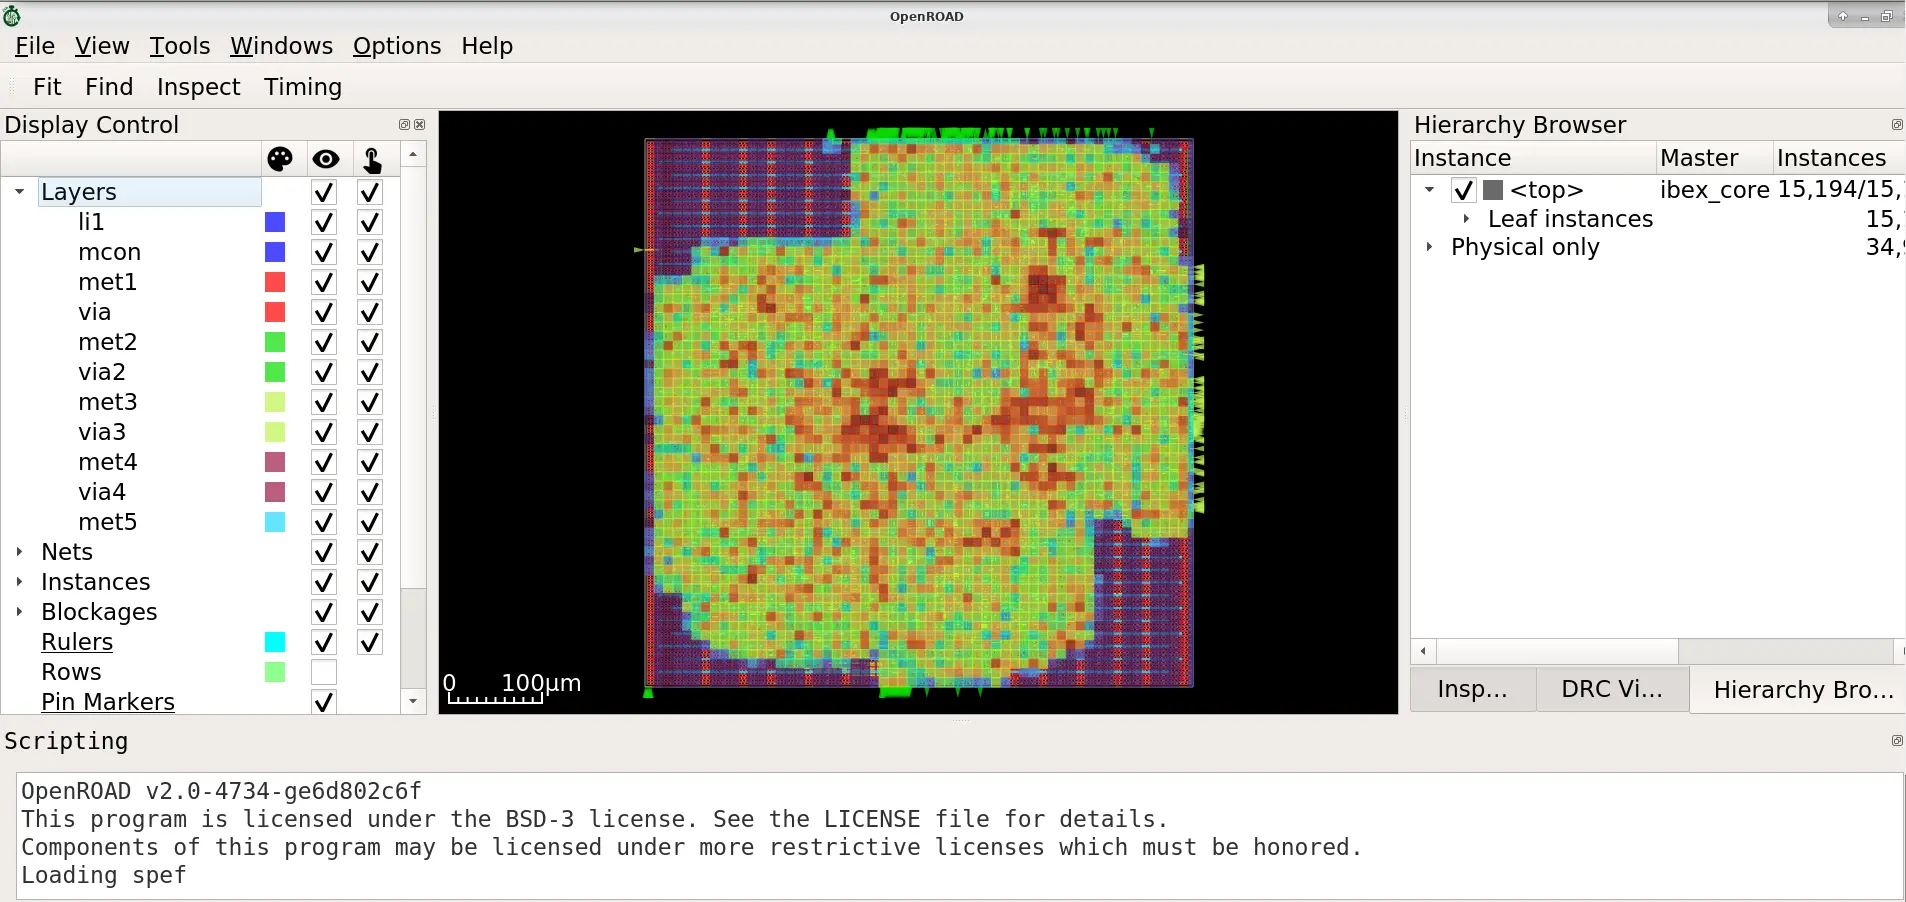 OpenROAD
File View Tools Windows Options Help
Fit Find Inspect Timing
Display Control
Layers
li1
mcon
met1
via
met2
via2
met3
via3
met4
via4
met5
Nets
Instances
Blockages
Rulers
Rows
Pin Markers
0 100μm
Hierarchy Browser
Instance Master Instances
<top> ibex_core 15,194/15,
Leaf instances 15,
Physical only 34,
Insp... DRC Vi... Hierarchy Bro...
Scripting
OpenROAD v2.0-4734-ge6d802c6f
This program is licensed under the BSD-3 license. See the LICENSE file for details.
Components of this program may be licensed under more restrictive licenses which must be honored.
Loading spef